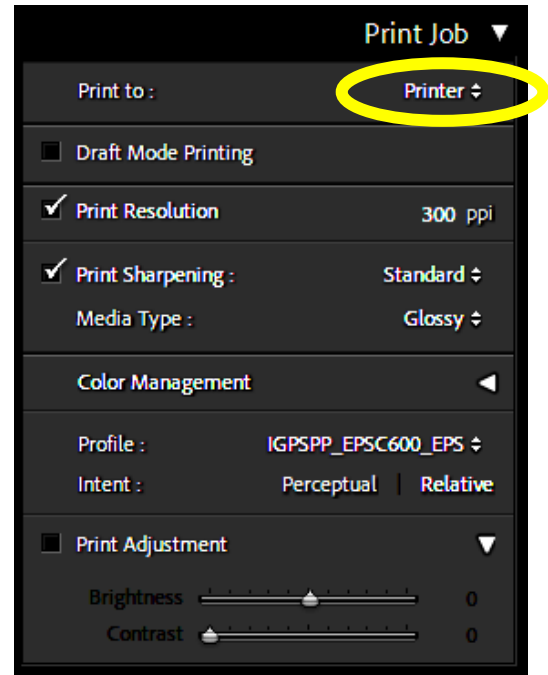 Print Job
Print to : Printer
Draft Mode Printing
Print Resolution 300 ppi
Print Sharpening : Standard
Media Type : Glossy
Color Management
Profile : IGPSPP_EPSC600_EPS
Intent : Perceptual | Relative
Print Adjustment
Brightness 0
Contrast 0